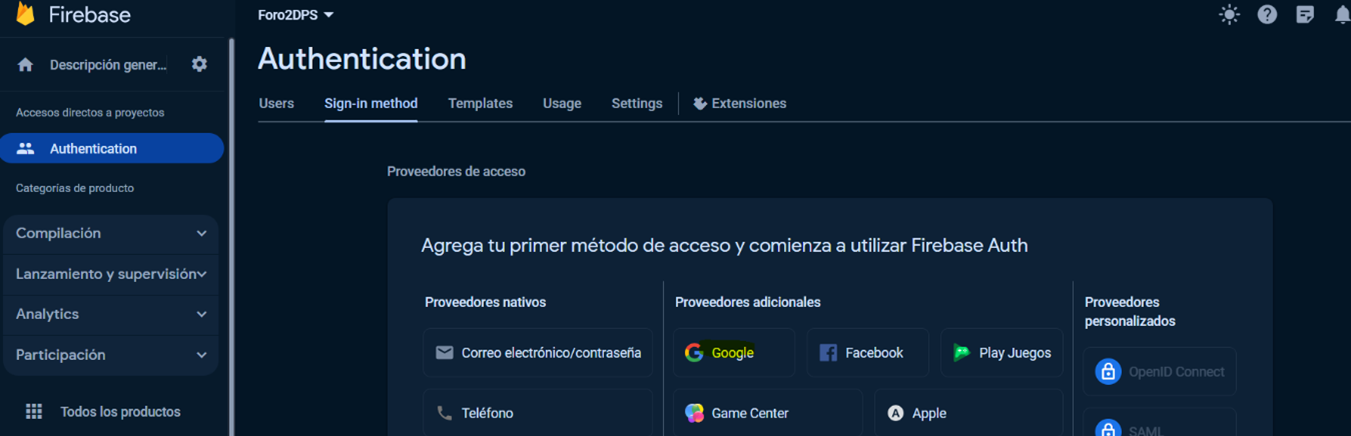 Firebase
Foro2DPS
Descripción gener...
Authentication
Users
Sign-in method
Templates
Usage
Settings
Extensiones
Accesos directos a proyectos
Authentication
Categorías de producto
Compilación
Lanzamiento y supervisión
Analytics
Participación
Todos los productos
Proveedores de acceso
Agrega tu primer método de acceso y comienza a utilizar Firebase Auth
Proveedores nativos
Correo electrónico/contraseña
Teléfono
Proveedores adicionales
Google
Facebook
Play Juegos
Game Center
Apple
Proveedores
personalizados
OpenID Connect
SAML